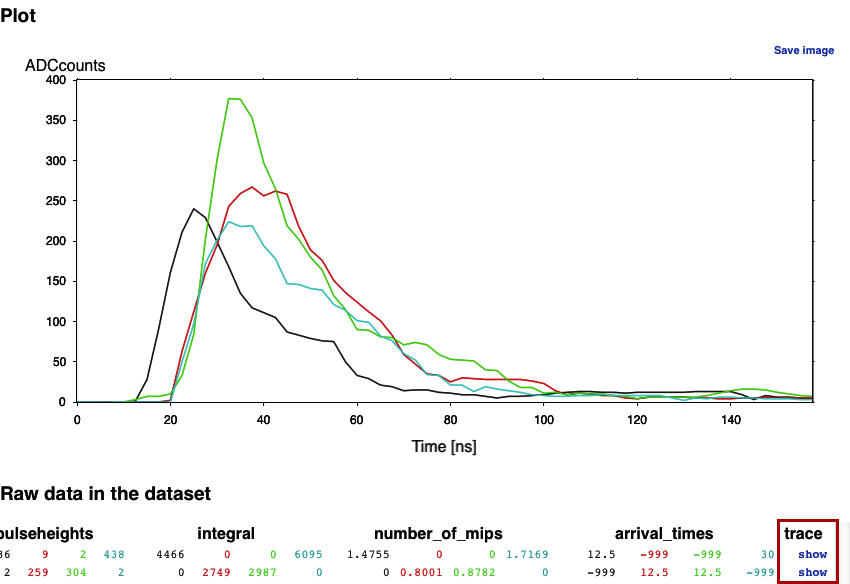 Plot
Save image
ADCcounts
400
350
300
250
200
150
100
50
0
0 20 40 60 80 100 120 140
Time [ns]
Raw data in the dataset
pulseheights integral number_of_mips arrival_times trace
36 9 2 438 4466 0 0 6095 1.4755 0 0 1.7169 12.5 -999 -999 30 show
2 259 304 2 0 2749 2987 0 0 0.8001 0.8782 0 -999 12.5 12.5 -999 show